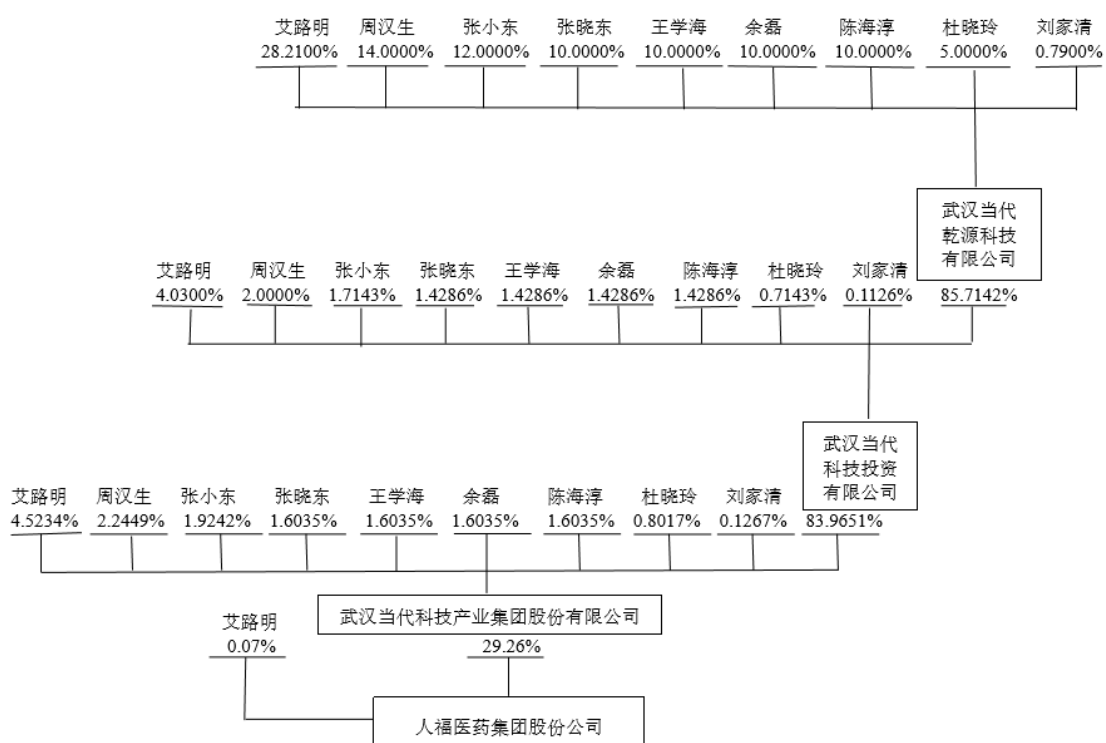 艾路明 周汉生 张小东 张晓东 王学海 余磊 陈海淳 杜晓玲 刘家清
28.2100% 14.0000% 12.0000% 10.0000% 10.0000% 10.0000% 10.0000% 5.0000% 0.7900%
武汉当代
乾源科技
有限公司
艾路明 周汉生 张小东 张晓东 王学海 余磊 陈海淳 杜晓玲 刘家清
4.0300% 2.0000% 1.7143% 1.4286% 1.4286% 1.4286% 1.4286% 0.7143% 0.1126% 85.7142%
武汉当代
科技投资
有限公司
艾路明 周汉生 张小东 张晓东 王学海 余磊 陈海淳 杜晓玲 刘家清
4.5234% 2.2449% 1.9242% 1.6035% 1.6035% 1.6035% 1.6035% 0.8017% 0.1267% 83.9651%
武汉当代科技产业集团股份有限公司
艾路明
0.07% 29.26%
人福医药集团股份公司